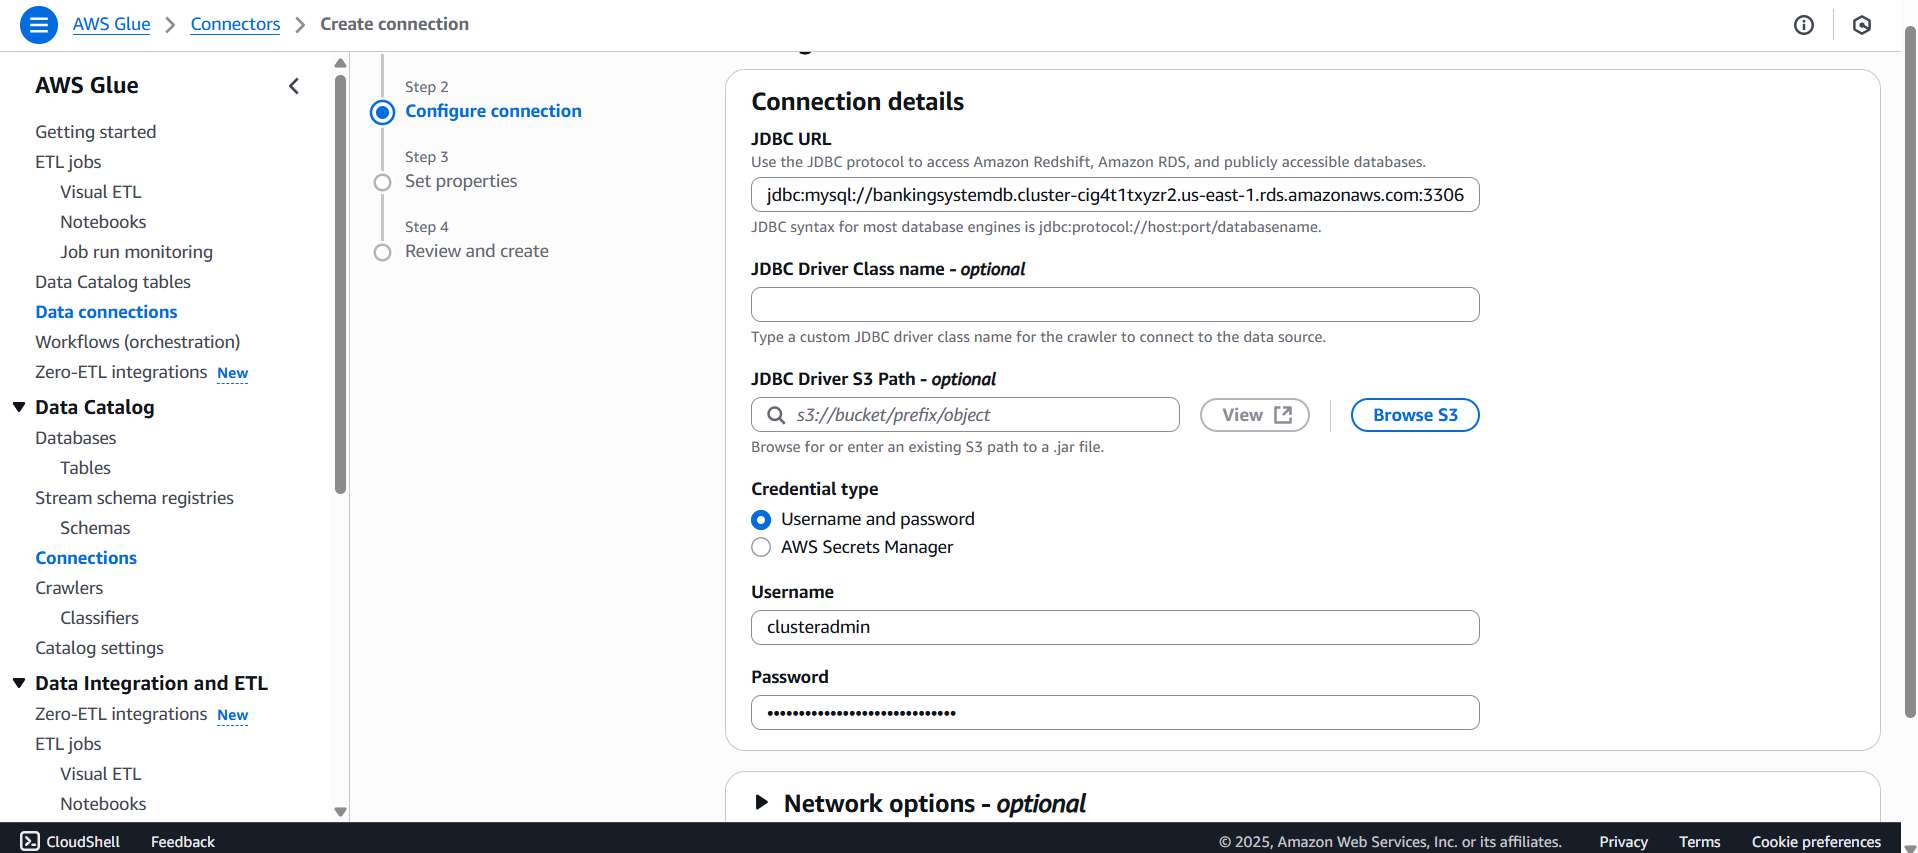 AWS Glue > Connectors > Create connection
AWS Glue
Getting started
ETL jobs
Visual ETL
Notebooks
Job run monitoring
Data Catalog tables
Data connections
Workflows (orchestration)
Zero-ETL integrations New
Data Catalog
Databases
Tables
Stream schema registries
Schemas
Connections
Crawlers
Classifiers
Catalog settings
Data Integration and ETL
Zero-ETL integrations New
ETL jobs
Visual ETL
Notebooks
Step 2
Configure connection
Step 3
Set properties
Step 4
Review and create
Connection details
JDBC URL
Use the JDBC protocol to access Amazon Redshift, Amazon RDS, and publicly accessible databases.
jdbc:mysql://bankingsystemdb.cluster-cig4t1txyzr2.us-east-1.rds.amazonaws.com:3306
JDBC syntax for most database engines is jdbc:protocol://host:port/databasename.
JDBC Driver Class name - optional
Type a custom JDBC driver class name for the crawler to connect to the data source.
JDBC Driver S3 Path - optional
s3://bucket/prefix/object
View
Browse S3
Browse for or enter an existing S3 path to a .jar file.
Credential type
Username and password
AWS Secrets Manager
Username
clusteradmin
Password
••••••••••••••••••••••••••••••
Network options - optional
CloudShell
Feedback
© 2025, Amazon Web Services, Inc. or its affiliates.
Privacy
Terms
Cookie preferences